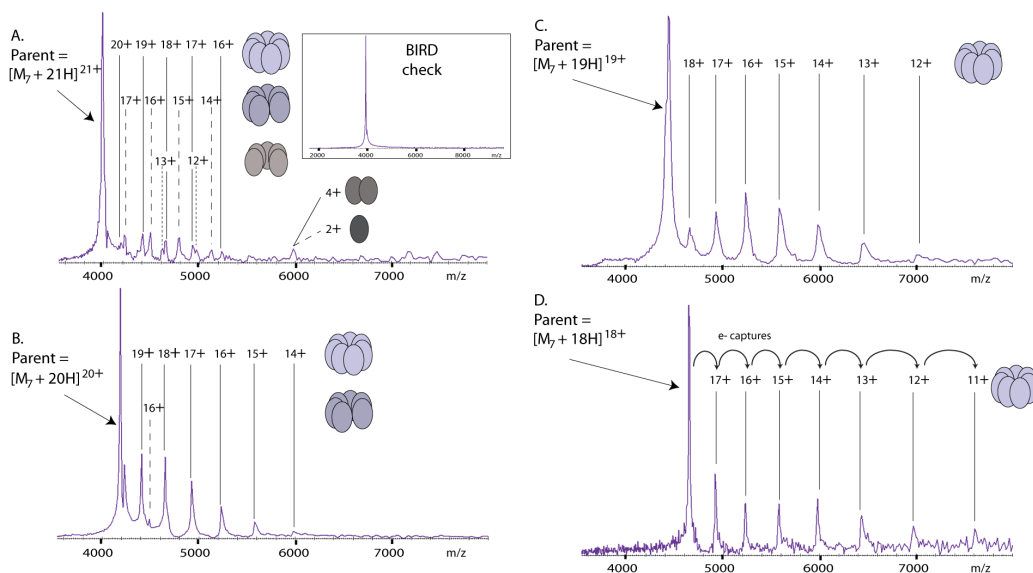 A.
Parent =
[M7 + 21H]21+
20+ 19+ 18+ 17+ 16+
17+ 16+ 15+ 14+
13+ 12+
4+
2+
4000 5000 6000 7000 m/z
BIRD
check
2000 4000 6000 8000 m/z
B.
Parent =
[M7 + 20H]20+
19+ 18+ 17+ 16+ 15+ 14+
16+
4000 5000 6000 7000 m/z
C.
Parent =
[M7 + 19H]19+
18+ 17+ 16+ 15+ 14+ 13+ 12+
4000 5000 6000 7000 m/z
D.
Parent =
[M7 + 18H]18+
e- captures
17+ 16+ 15+ 14+ 13+ 12+ 11+
4000 5000 6000 7000 m/z